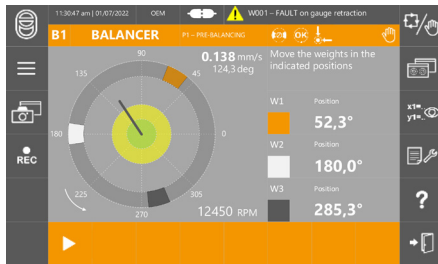 11:30:47 am | 01/07/2022 OEM W001 – FAULT on gauge retraction
B1 BALANCER P1 – PRE-BALANCING OK
0.138 mm/s
124,3 deg
Move the weights in the
indicated positions
90
135 45
180 0
225 305
270
12450 RPM
W1 Position
52,3°
W2 Position
180,0°
W3 Position
285,3°
REC
x1=
y1=
?